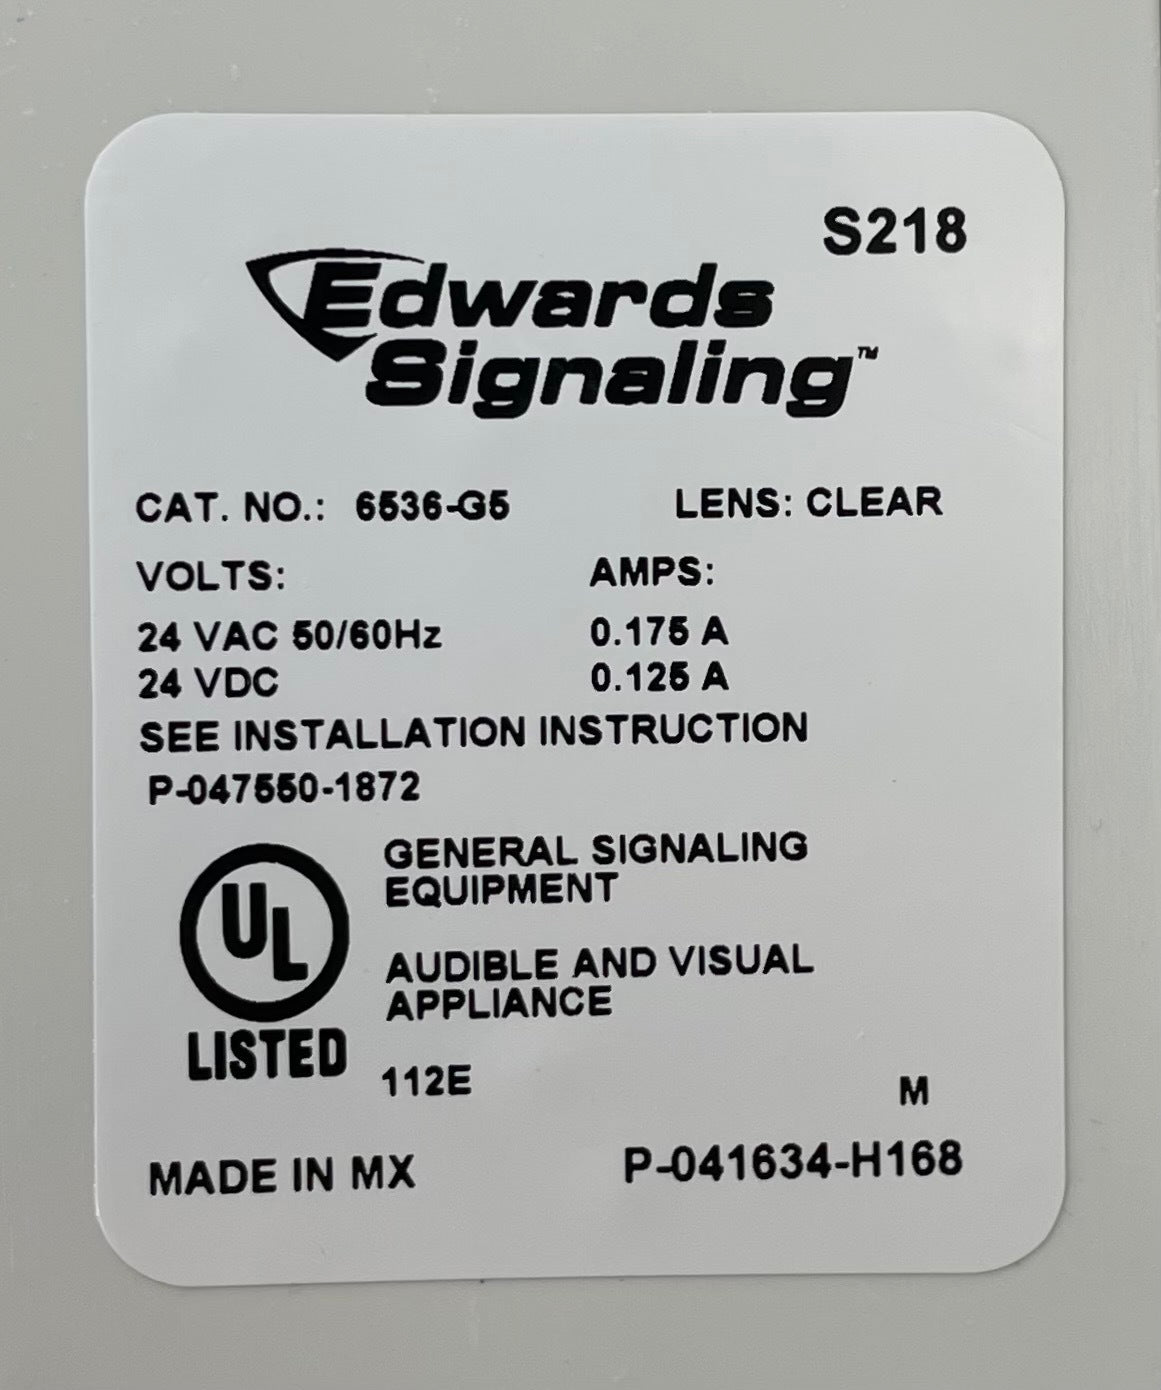 S218
Edwards
Signaling™
CAT. NO.: 6536-G5 LENS: CLEAR
VOLTS: AMPS:
24 VAC 50/60Hz 0.175 A
24 VDC 0.125 A
SEE INSTALLATION INSTRUCTION
P-047550-1872
GENERAL SIGNALING
EQUIPMENT
UL
AUDIBLE AND VISUAL
APPLIANCE
LISTED
112E
M
MADE IN MX P-041634-H168